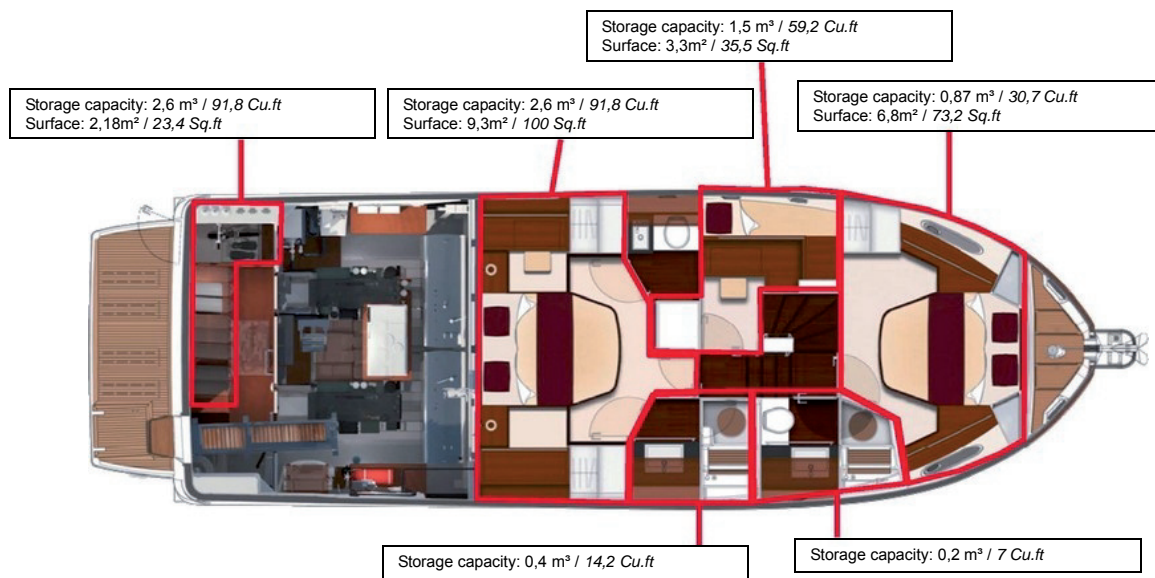 Storage capacity: 1,5 m³ / 59,2 Cu.ft
Surface: 3,3m² / 35,5 Sq.ft
Storage capacity: 2,6 m³ / 91,8 Cu.ft
Surface: 2,18m² / 23,4 Sq.ft
Storage capacity: 2,6 m³ / 91,8 Cu.ft
Surface: 9,3m² / 100 Sq.ft
Storage capacity: 0,87 m³ / 30,7 Cu.ft
Surface: 6,8m² / 73,2 Sq.ft
Storage capacity: 0,4 m³ / 14,2 Cu.ft
Storage capacity: 0,2 m³ / 7 Cu.ft